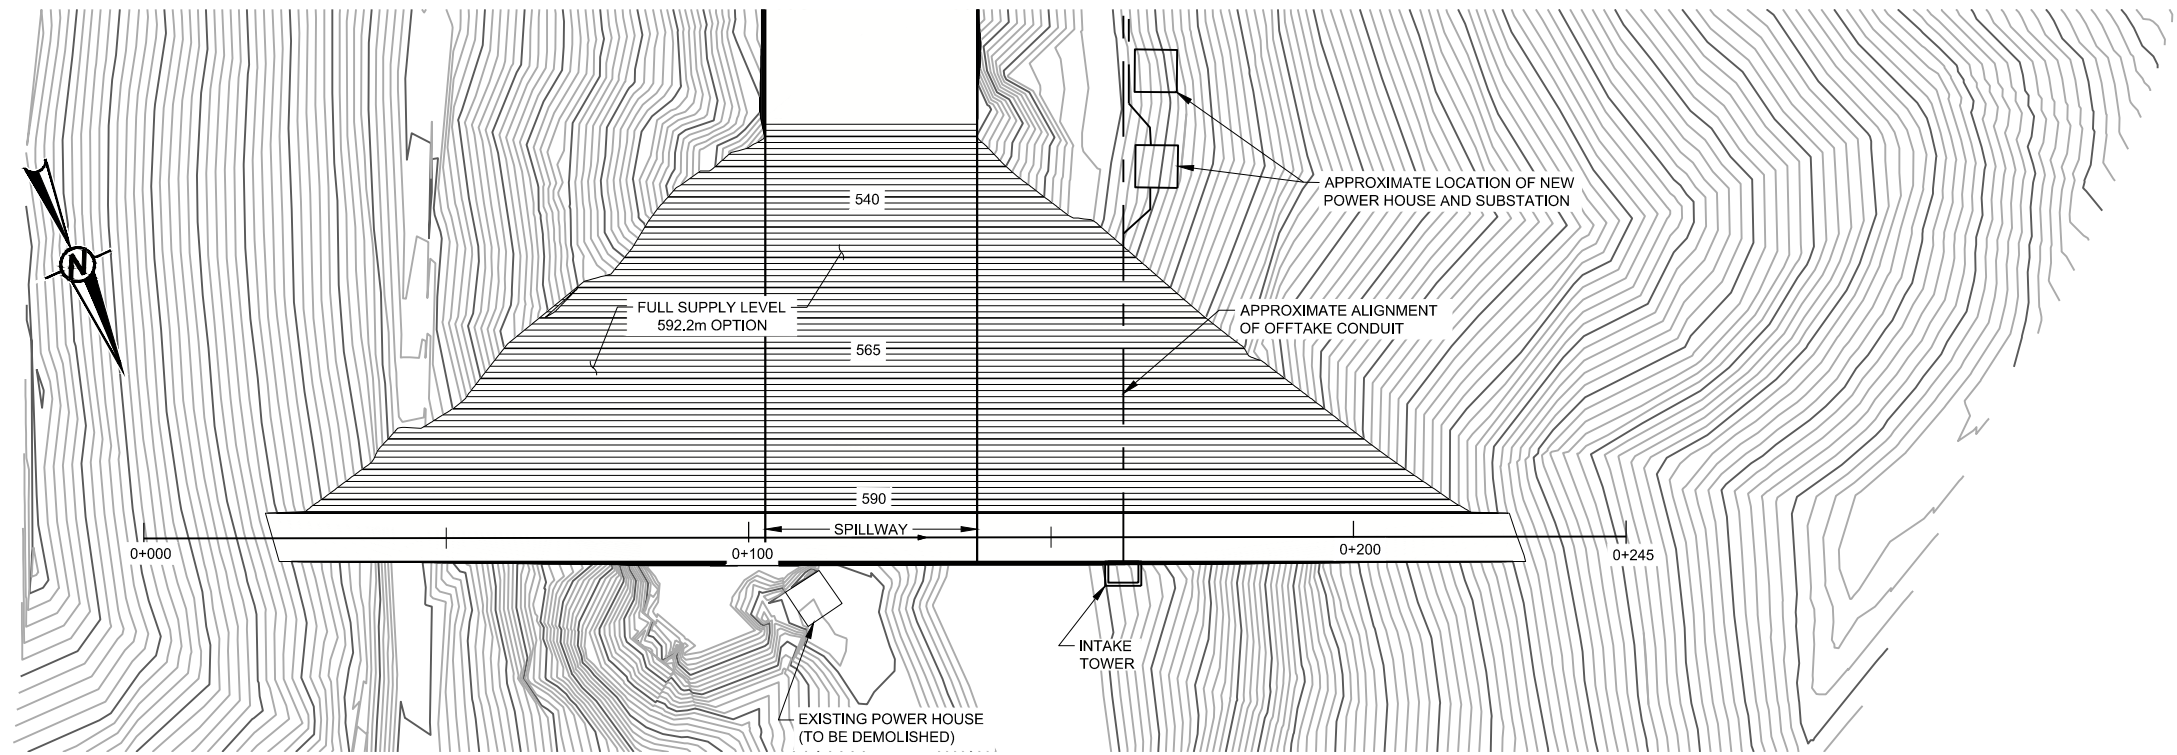 APPROXIMATE LOCATION OF NEW
POWER HOUSE AND SUBSTATION
540
N
FULL SUPPLY LEVEL
592.2m OPTION
APPROXIMATE ALIGNMENT
OF OFFTAKE CONDUIT
565
590
SPILLWAY
0+000
0+100
0+200
0+245
INTAKE
TOWER
EXISTING POWER HOUSE
(TO BE DEMOLISHED)